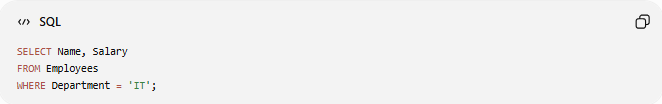 SQL
SELECT Name, Salary
FROM Employees
WHERE Department = 'IT';